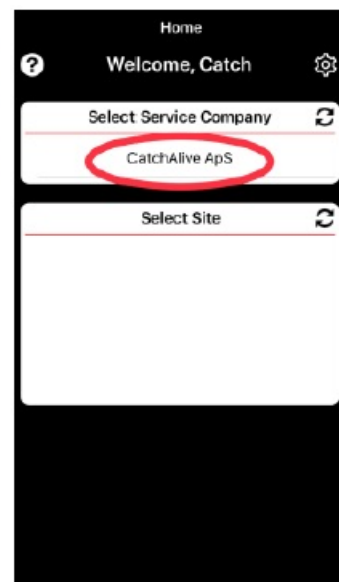 Home
Welcome, Catch
Select Service Company
CatchAlive ApS
Select Site